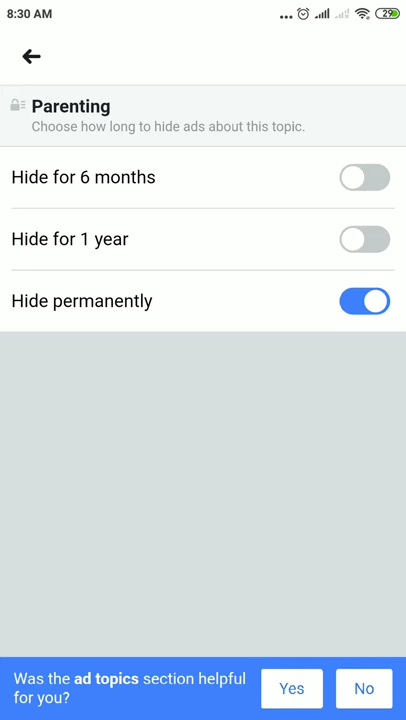 8:30 AM
29
Parenting
Choose how long to hide ads about this topic.
Hide for 6 months
Hide for 1 year
Hide permanently
Was the ad topics section helpful
for you?
Yes
No